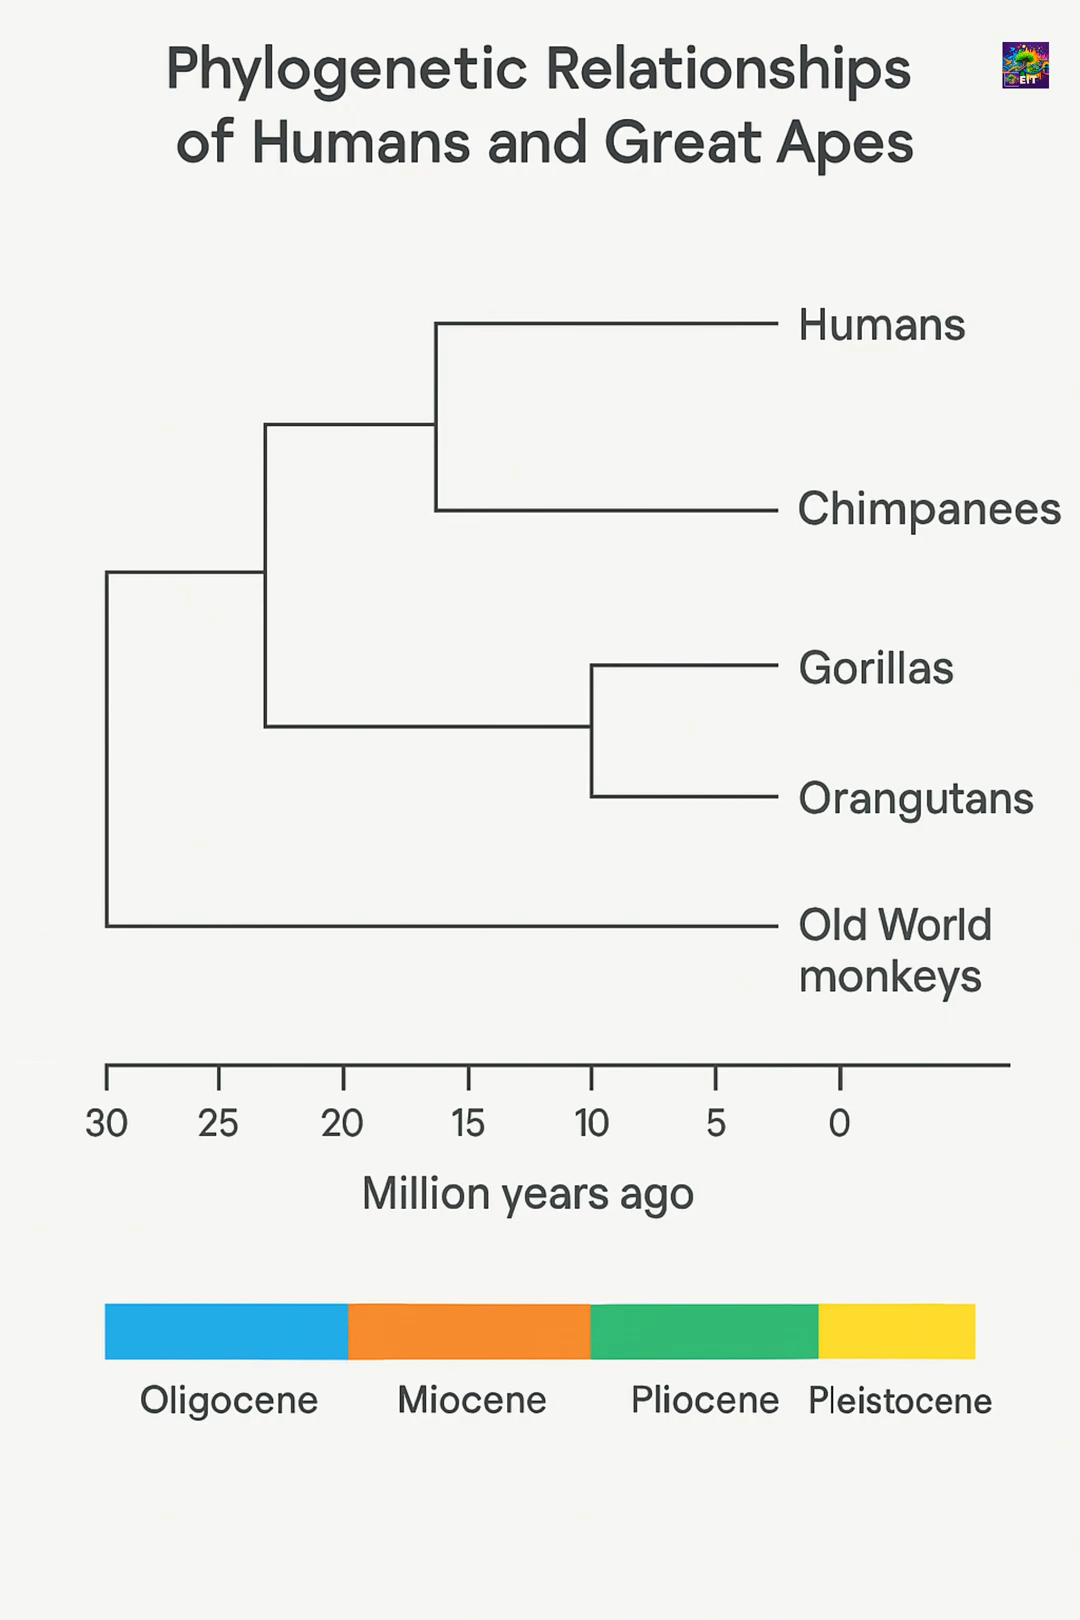 Phylogenetic Relationships
of Humans and Great Apes
EIT
Humans
Chimpanees
Gorillas
Orangutans
Old World
monkeys
30 25 20 15 10 5 0
Million years ago
Oligocene Miocene Pliocene Pleistocene